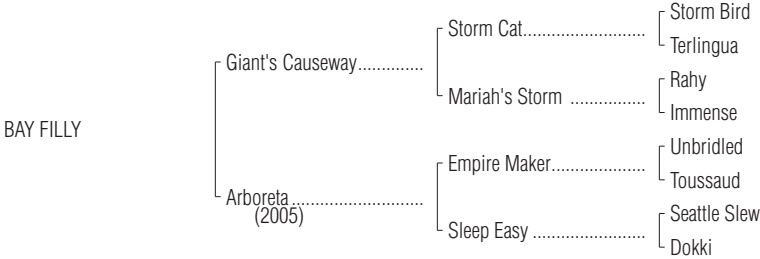 Storm Bird
Storm Cat..........................
Terlingua
Giant's Causeway..............
Rahy
Mariah's Storm ................
Immense
BAY FILLY
Unbridled
Empire Maker....................
Toussaud
Arboreta............................
(2005)
Seattle Slew
Sleep Easy ........................
Dokki